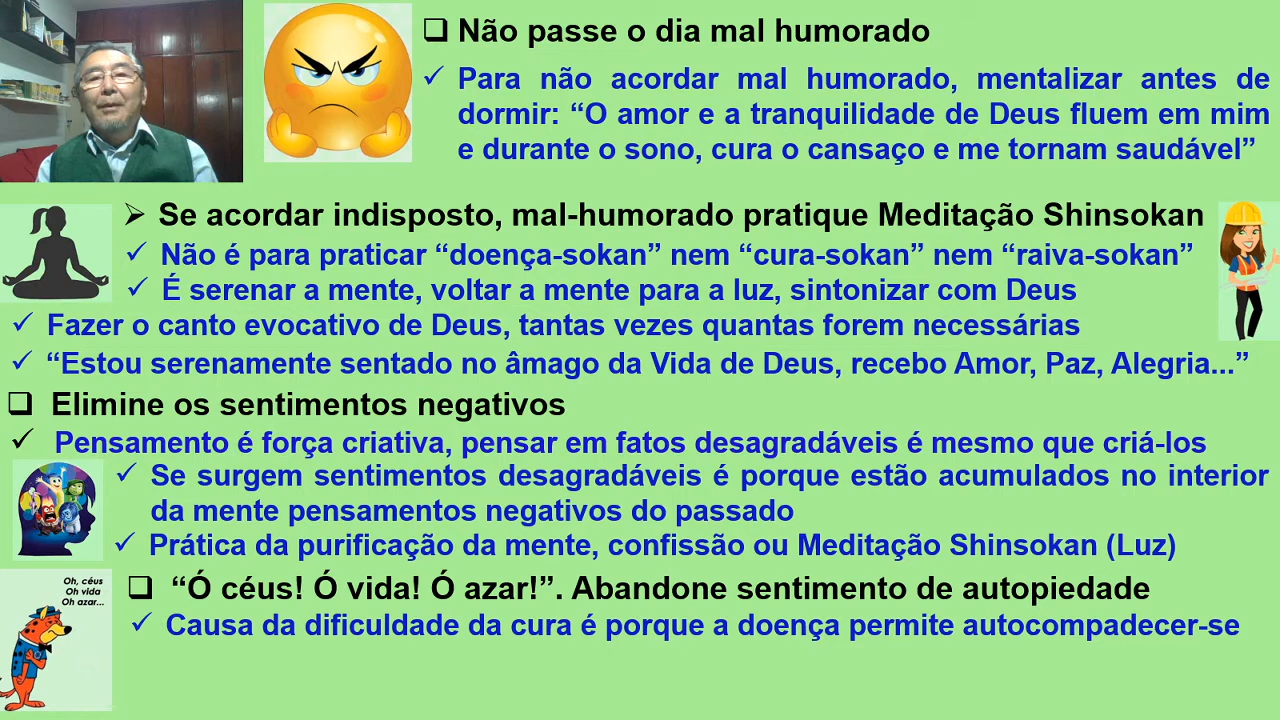 Não passe o dia mal humorado
Para não acordar mal humorado, mentalizar antes de
dormir: “O amor e a tranquilidade de Deus fluem em mim
e durante o sono, cura o cansaço e me tornam saudável”
Se acordar indisposto, mal-humorado pratique Meditação Shinsokan
Não é para praticar “doença-sokan” nem “cura-sokan” nem “raiva-sokan”
É serenar a mente, voltar a mente para a luz, sintonizar com Deus
Fazer o canto evocativo de Deus, tantas vezes quantas forem necessárias
“Estou serenamente sentado no âmago da Vida de Deus, recebo Amor, Paz, Alegria...”
Elimine os sentimentos negativos
Pensamento é força criativa, pensar em fatos desagradáveis é mesmo que criá-los
Se surgem sentimentos desagradáveis é porque estão acumulados no interior
da mente pensamentos negativos do passado
Prática da purificação da mente, confissão ou Meditação Shinsokan (Luz)
Oh, céus
Oh vida
Oh azar...
“Ó céus! Ó vida! Ó azar!”. Abandone sentimento de autopiedade
Causa da dificuldade da cura é porque a doença permite autocompadecer-se